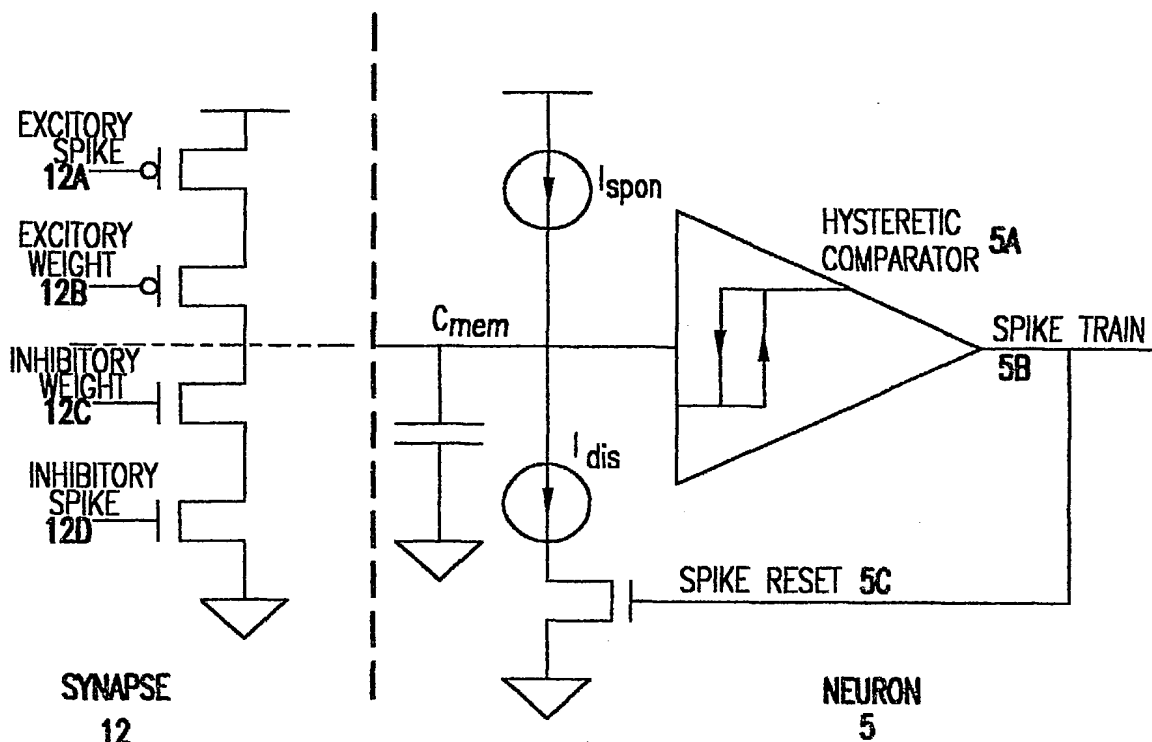 EXCITORY
SPIKE
12A
EXCITORY
WEIGHT
12B
INHIBITORY
WEIGHT
12C
INHIBITORY
SPIKE
12D
SYNAPSE
12
Cmem
Ispon
Idis
HYSTERETIC
COMPARATOR 5A
SPIKE TRAIN
5B
SPIKE RESET 5C
NEURON
5